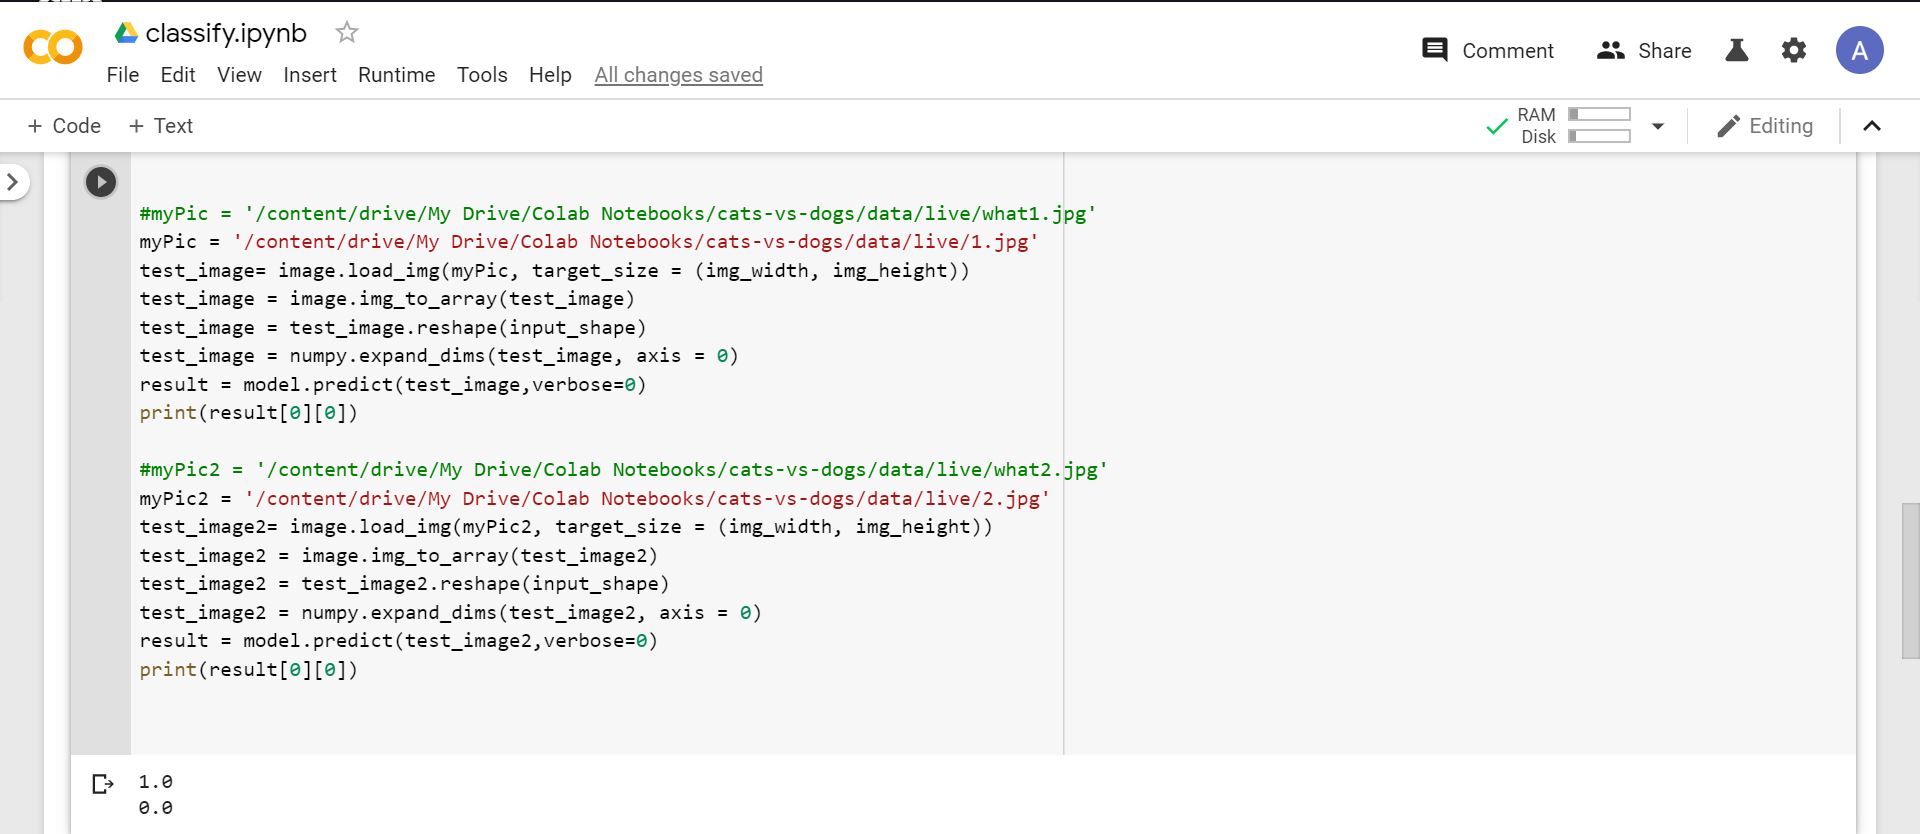 classify.ipynb
Comment
Share
A
File Edit View Insert Runtime Tools Help All changes saved
+ Code + Text
RAM
Disk
Editing
#myPic = '/content/drive/My Drive/Colab Notebooks/cats-vs-dogs/data/live/what1.jpg'
myPic = '/content/drive/My Drive/Colab Notebooks/cats-vs-dogs/data/live/1.jpg'
test_image= image.load_img(myPic, target_size = (img_width, img_height))
test_image = image.img_to_array(test_image)
test_image = test_image.reshape(input_shape)
test_image = numpy.expand_dims(test_image, axis = 0)
result = model.predict(test_image,verbose=0)
print(result[0][0])
#myPic2 = '/content/drive/My Drive/Colab Notebooks/cats-vs-dogs/data/live/what2.jpg'
myPic2 = '/content/drive/My Drive/Colab Notebooks/cats-vs-dogs/data/live/2.jpg'
test_image2= image.load_img(myPic2, target_size = (img_width, img_height))
test_image2 = image.img_to_array(test_image2)
test_image2 = test_image2.reshape(input_shape)
test_image2 = numpy.expand_dims(test_image2, axis = 0)
result = model.predict(test_image2,verbose=0)
print(result[0][0])
1.0
0.0